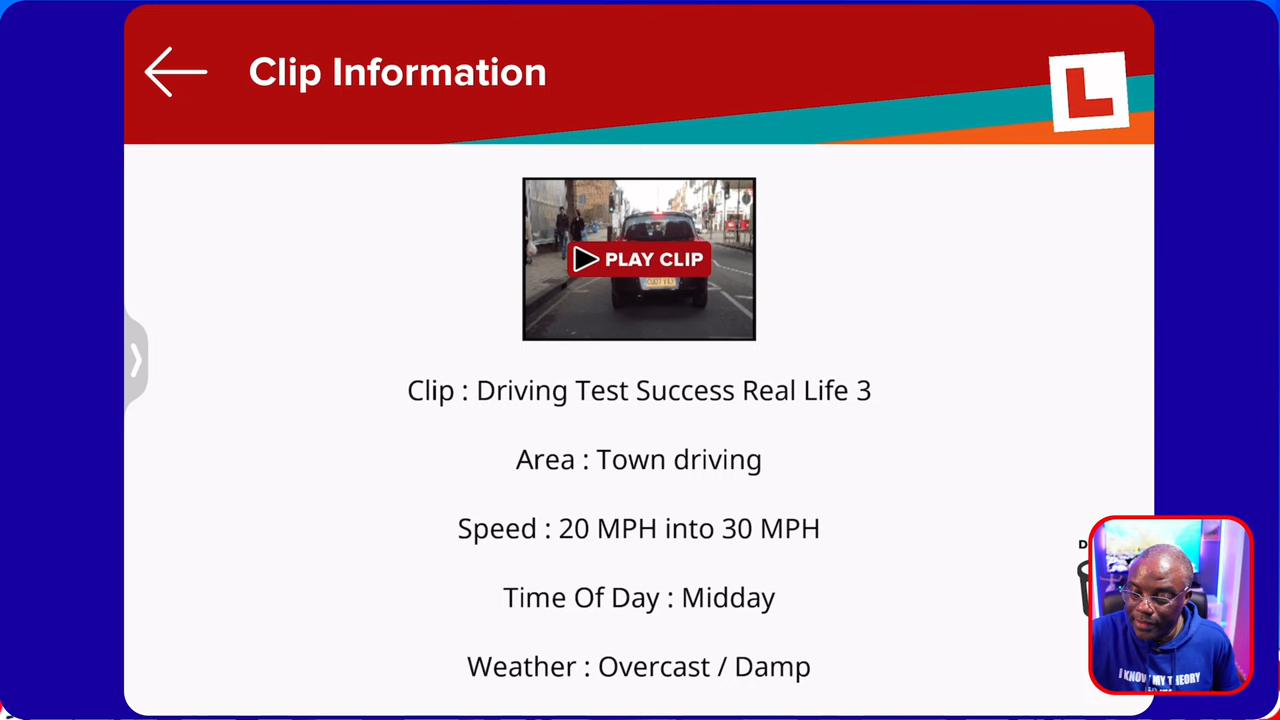 Clip Information
L
PLAY CLIP
Clip : Driving Test Success Real Life 3
Area : Town driving
Speed : 20 MPH into 30 MPH
Time Of Day : Midday
Weather : Overcast / Damp
D
I KNOW MY THEORY